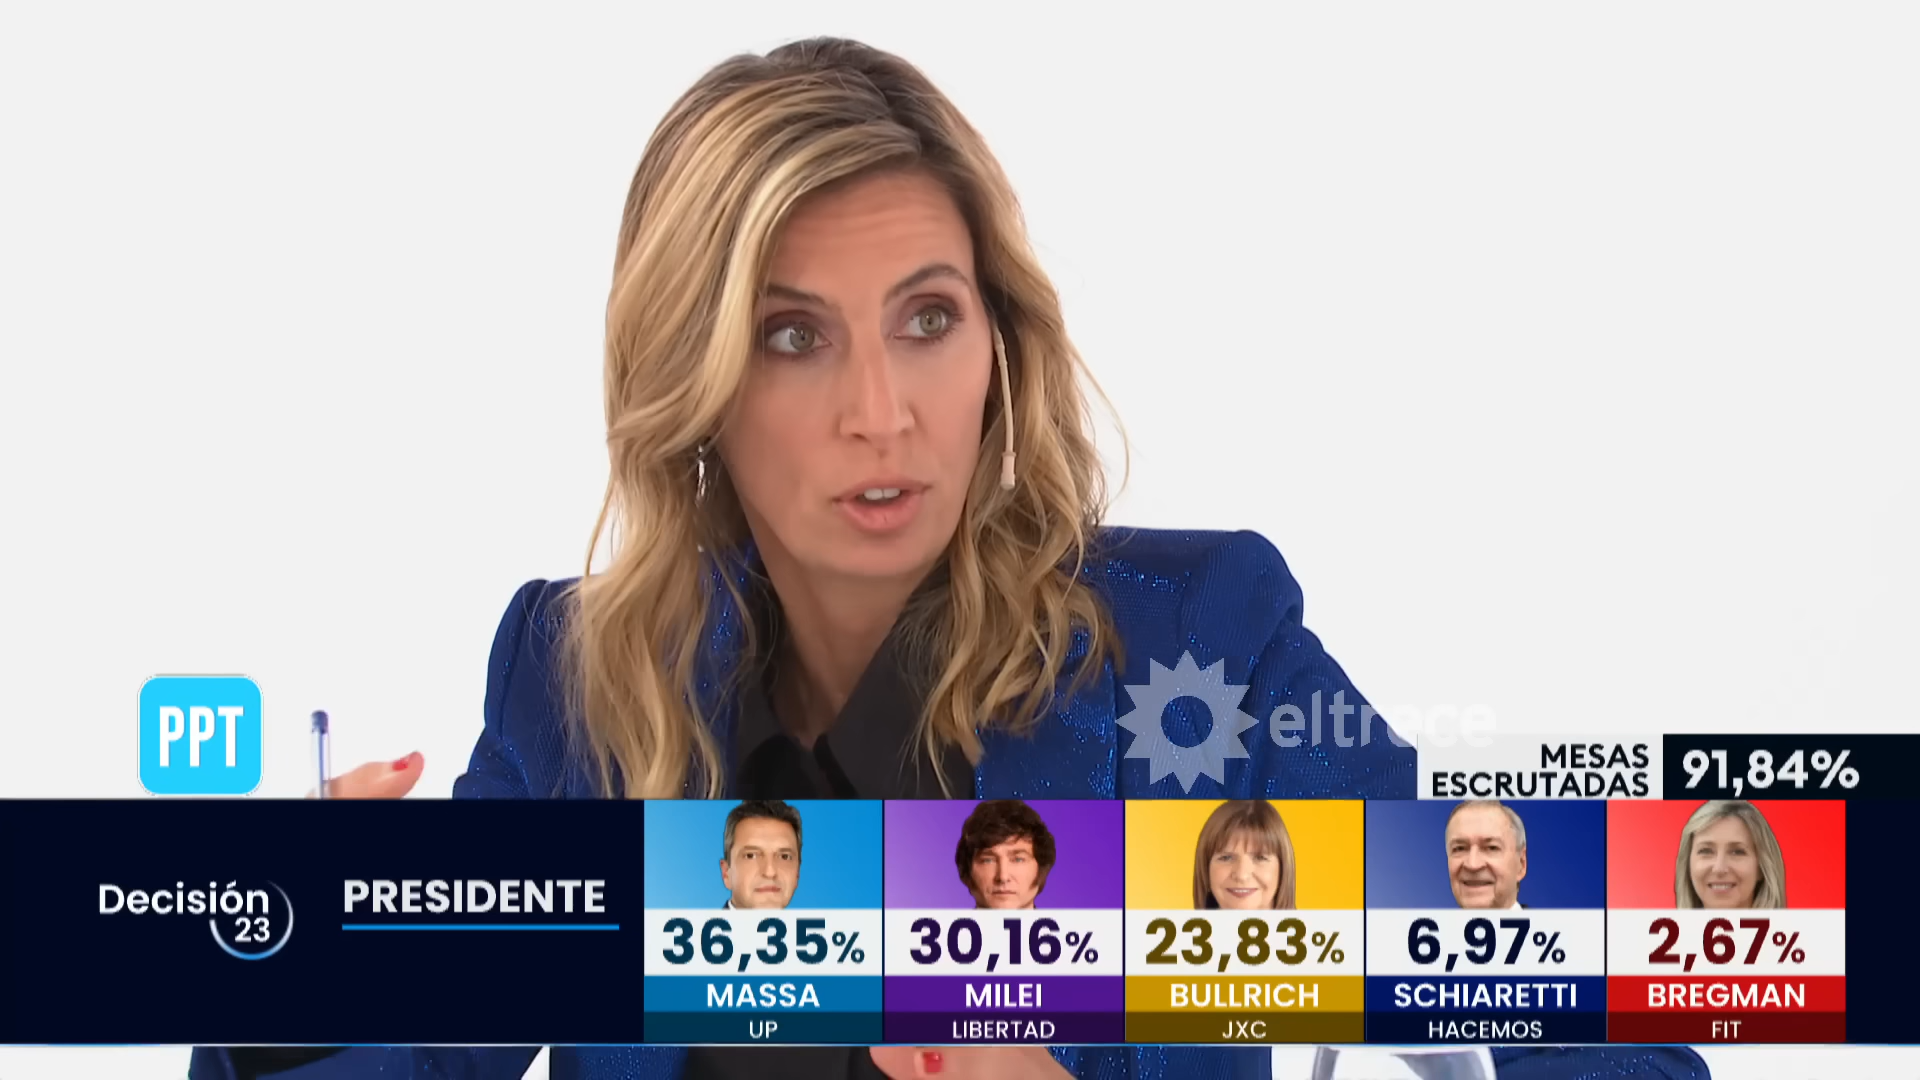 PPT
eltrece
MESAS
ESCRUTADAS
91,84%
Decisión
23
PRESIDENTE
36,35%
MASSA
UP
30,16%
MILEI
LIBERTAD
23,83%
BULLRICH
JXC
6,97%
SCHIARETTI
HACEMOS
2,67%
BREGMAN
FIT